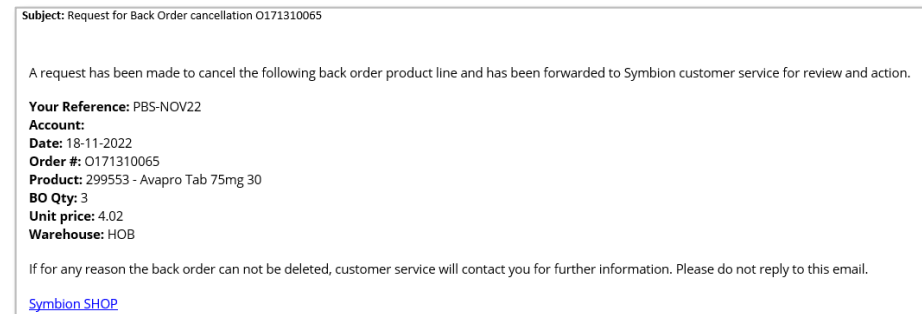 Subject: Request for Back Order cancellation O171310065
A request has been made to cancel the following back order product line and has been forwarded to Symbion customer service for review and action.
Your Reference: PBS-NOV22
Account:
Date: 18-11-2022
Order #: O171310065
Product: 299553 - Avapro Tab 75mg 30
BO Qty: 3
Unit price: 4.02
Warehouse: HOB
If for any reason the back order can not be deleted, customer service will contact you for further information. Please do not reply to this email.
Symbion SHOP